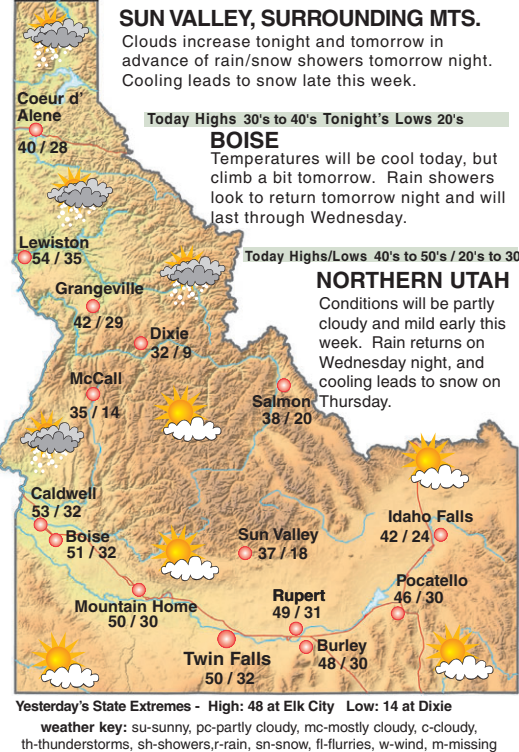 SUN VALLEY, SURROUNDING MTS.
Clouds increase tonight and tomorrow in
advance of rain/snow showers tomorrow night.
Cooling leads to snow late this week.
Today Highs 30's to 40's Tonight's Lows 20's
BOISE
Temperatures will be cool today, but
climb a bit tomorrow. Rain showers
look to return tomorrow night and will
last through Wednesday.
Today Highs/Lows 40's to 50's / 20's to 30
NORTHERN UTAH
Conditions will be partly
cloudy and mild early this
week. Rain returns on
Wednesday night, and
cooling leads to snow on
Thursday.
Coeur d'
Alene
40 / 28
Lewiston
54 / 35
Grangeville
42 / 29
Dixie
32 / 9
McCall
35 / 14
Salmon
38 / 20
Caldwell
53 / 32
Boise
51 / 32
Sun Valley
37 / 18
Idaho Falls
42 / 24
Pocatello
46 / 30
Mountain Home
50 / 30
Rupert
49 / 31
Burley
48 / 30
Twin Falls
50 / 32
Yesterday's State Extremes - High: 48 at Elk City Low: 14 at Dixie
weather key: su-sunny, pc-partly cloudy, mc-mostly cloudy, c-cloudy,
th-thunderstorms, sh-showers,r-rain, sn-snow, fl-flurries, w-wind, m-missing